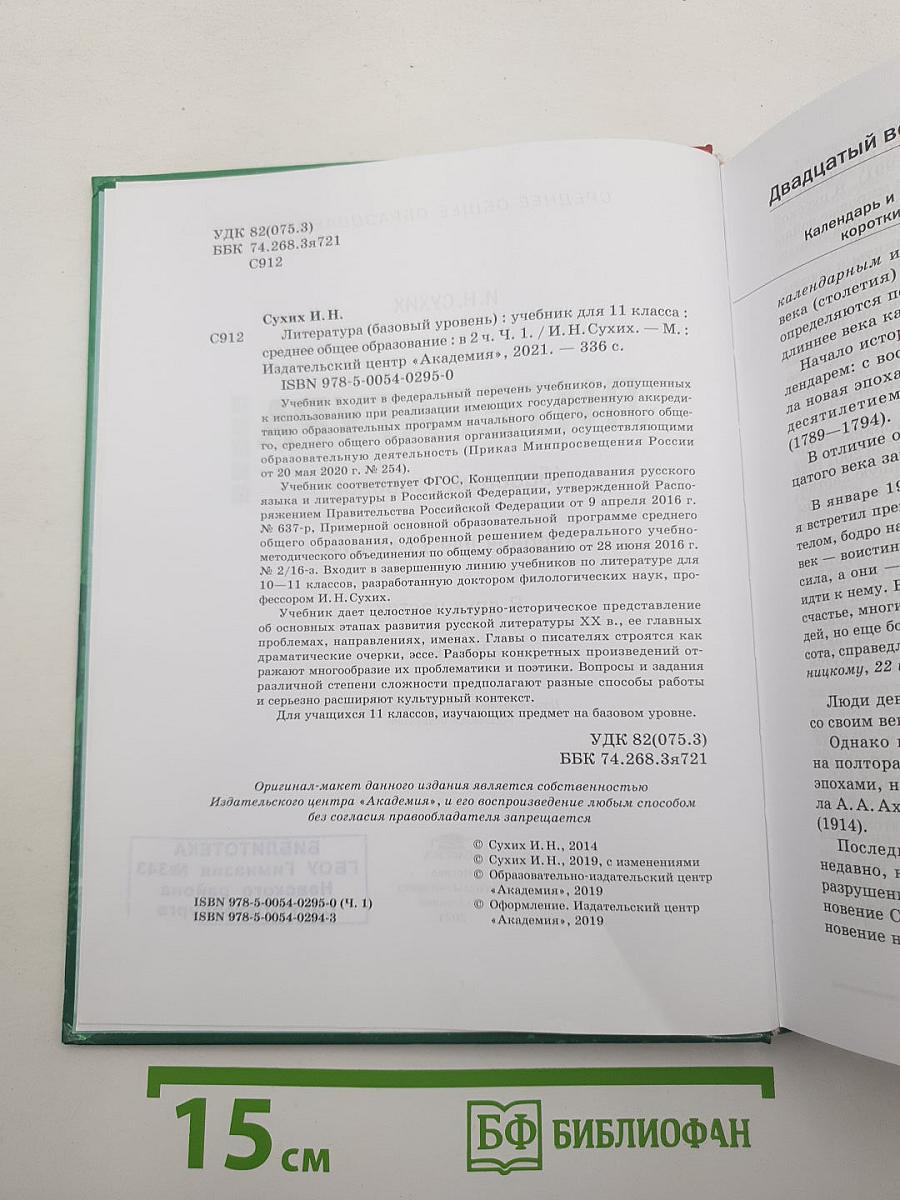 УДК 82(075.3)
ББК 74.268.3я721
С912
Сухих И. Н.
С912 Литература (базовый уровень) : учебник для 11 класса :
среднее общее образование : в 2 ч. Ч. 1. / И. Н. Сухих. — М. :
Издательский центр «Академия», 2021. — 336 с.
ISBN 978-5-0054-0295-0
Учебник входит в федеральный перечень учебников, допущенных
к использованию при реализации имеющих государственную аккреди-
тацию образовательных программ начального общего, основного обще-
го, среднего общего образования организациями, осуществляющими
образовательную деятельность (Приказ Минпросвещения России
от 20 мая 2020 г. № 254).
Учебник соответствует ФГОС, Концепции преподавания русского
языка и литературы в Российской Федерации, утвержденной Распо-
ряжением Правительства Российской Федерации от 9 апреля 2016 г.
№ 637-р, Примерной основной образовательной программе среднего
общего образования, одобренной решением федерального учебно-
методического объединения по общему образованию от 28 июня 2016 г.
№ 2/16-з. Входит в завершенную линию учебников по литературе для
10—11 классов, разработанную доктором филологических наук, про-
фессором И. Н. Сухих.
Учебник дает целостное культурно-историческое представление
об основных этапах развития русской литературы XX в., ее главных
проблемах, направлениях, именах. Главы о писателях строятся как
драматические очерки, эссе. Разборы конкретных произведений от-
ражают многообразие их проблематики и поэтики. Вопросы и задания
различной степени сложности предполагают разные способы работы
и серьезно расширяют культурный контекст.
Для учащихся 11 классов, изучающих предмет на базовом уровне.
УДК 82(075.3)
ББК 74.268.3я721
Оригинал-макет данного издания является собственностью
Издательского центра «Академия», и его воспроизведение любым способом
без согласия правообладателя запрещается
© Сухих И. Н., 2014
© Сухих И. Н., 2019, с изменениями
© Образовательно-издательский центр
«Академия», 2019
© Оформление. Издательский центр
«Академия», 2019
ISBN 978-5-0054-0295-0 (Ч. 1)
ISBN 978-5-0054-0294-3
Двадцатый
Календарь и
коротки
календарным и
века (столетия)
определяются
длиннее века
Начало
лендарем: с
ла новая эпоха
десятилетием
(1789—1794).
В отличие
цатого века
В январе
я встретил
телом, бодро
век — воистин
сила, а они —
идти к нему.
счастье, многи
дей, но еще
сота, справедл
ницкому, 22
Люди
со своим
Однако
на полтора
эпохами,
ла А. А. Ах
(1914).
Последн
недавно,
разрушен
новение
новение
15 см
БФ БИБЛИОФАН